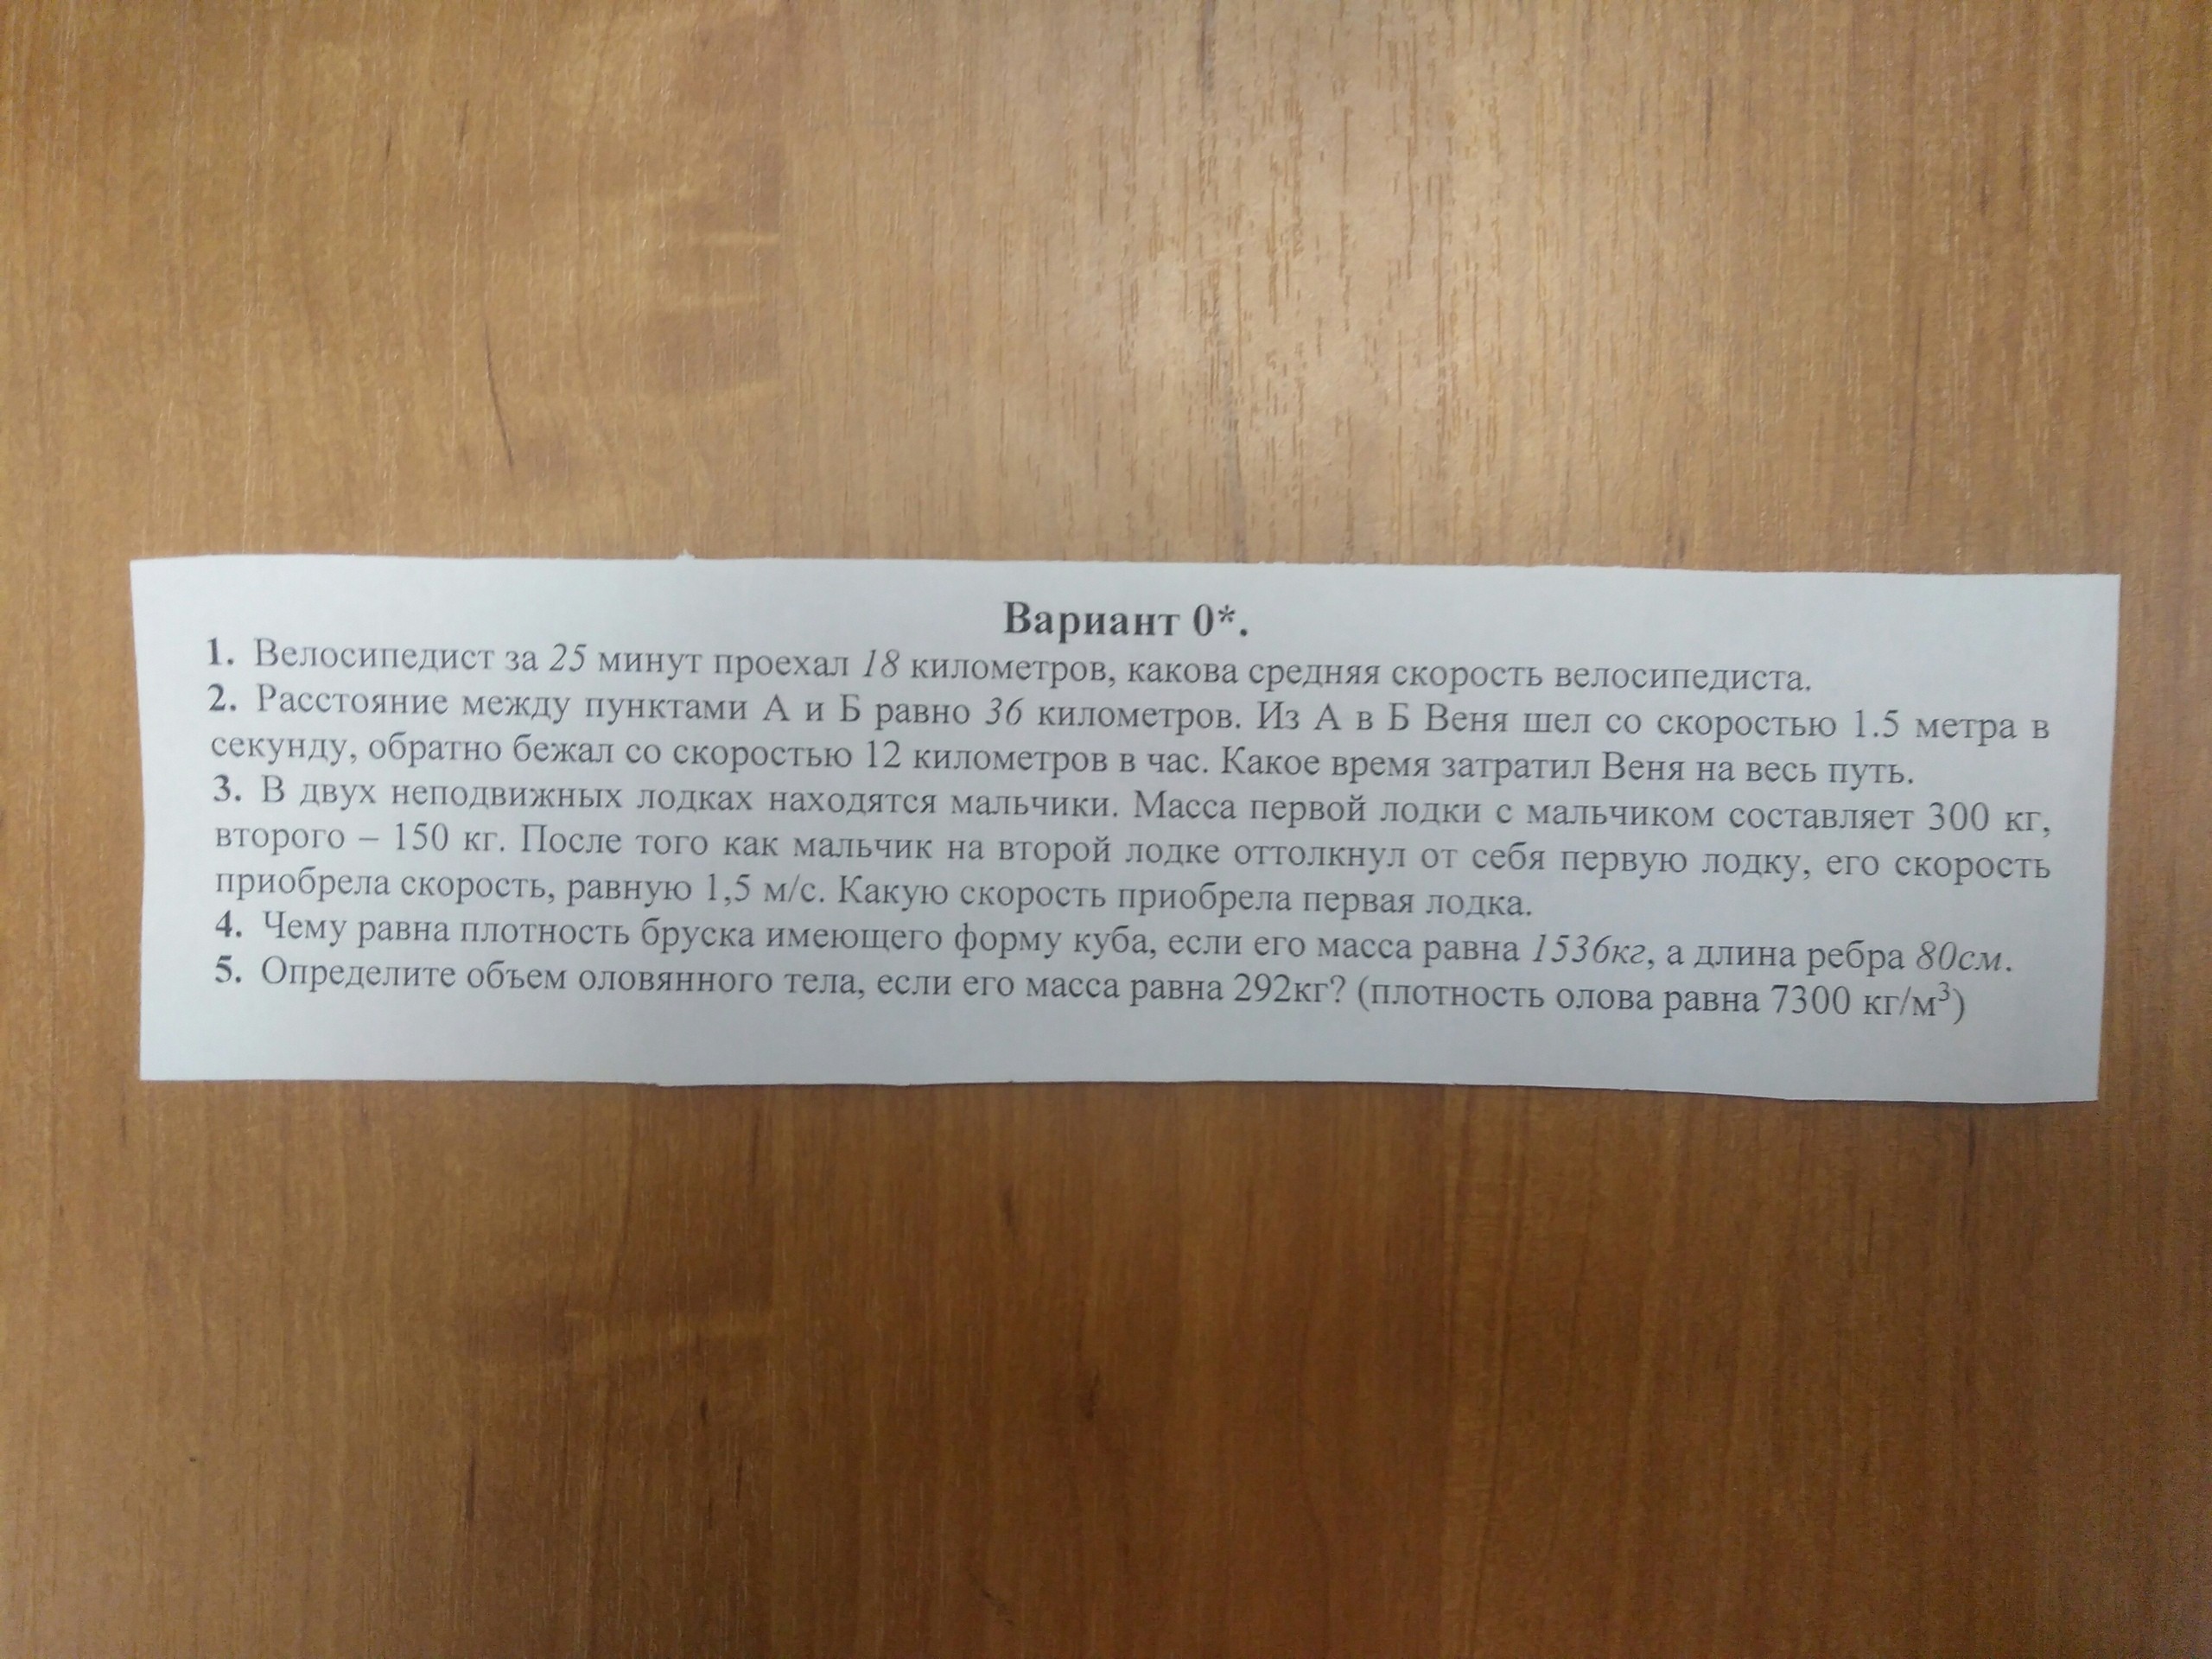 Вариант 0*.
1. Велосипедист за 25 минут проехал 18 километров, какова средняя скорость велосипедиста.
2. Расстояние между пунктами А и Б равно 36 километров. Из А в Б Веня шел со скоростью 1.5 метра в
секунду, обратно бежал со скоростью 12 километров в час. Какое время затратил Веня на весь путь.
3. В двух неподвижных лодках находятся мальчики. Масса первой лодки с мальчиком составляет 300 кг,
второго – 150 кг. После того как мальчик на второй лодке оттолкнул от себя первую лодку, его скорость
приобрела скорость, равную 1,5 м/с. Какую скорость приобрела первая лодка.
4. Чему равна плотность бруска имеющего форму куба, если его масса равна 1536кг, а длина ребра 80см.
5. Определите объем оловянного тела, если его масса равна 292кг? (плотность олова равна 7300 кг/м³)